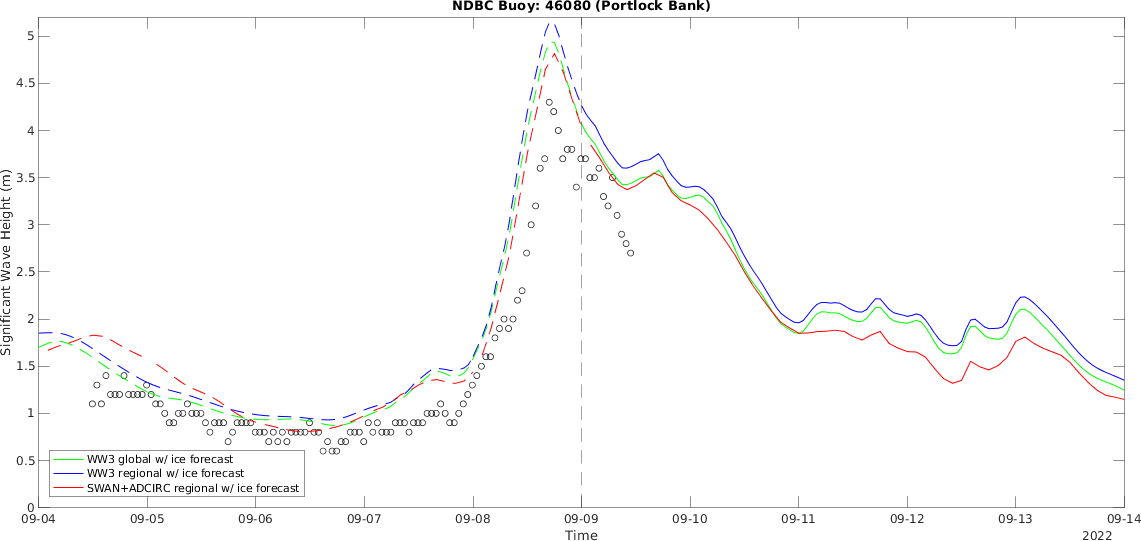 NDBC Buoy: 46080 (Portlock Bank)
5
4.5
4
3.5
3
2.5
2
1.5
1
0.5
0
Significant Wave Height (m)
WW3 global w/ ice forecast
WW3 regional w/ ice forecast
SWAN+ADCIRC regional w/ ice forecast
09-04 09-05 09-06 09-07 09-08 09-09 09-10 09-11 09-12 09-13 09-14
Time
2022